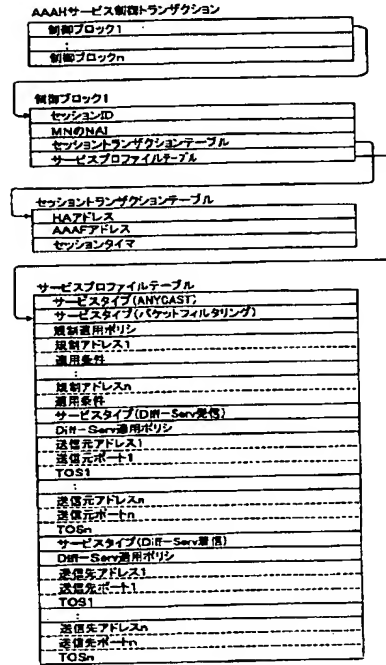 AAAHサービス制御トランザクション
制御ブロック1
:
制御ブロックn
制御ブロック1
セッションID
MNのNAI
セッショントランザクションテーブル
サービスプロファイルテーブル
セッショントランザクションテーブル
HAアドレス
AAAFアドレス
セッションタイマ
サービスプロファイルテーブル
サービスタイプ(ANYCAST)
サービスタイプ(パケットフィルタリング)
規制適用ポリシ
規制アドレス1
適用条件
:
規制アドレスn
適用条件
サービスタイプ(Diff-Serv発信)
Diff-Serv適用ポリシ
送信元アドレス1
送信元ポート1
TOS1
:
送信元アドレスn
送信元ポートn
TOSn
サービスタイプ(Diff-Serv着信)
Diff-Serv適用ポリシ
送信先アドレス1
送信先ポート1
TOS1
:
送信先アドレスn
送信先ポートn
TOSn